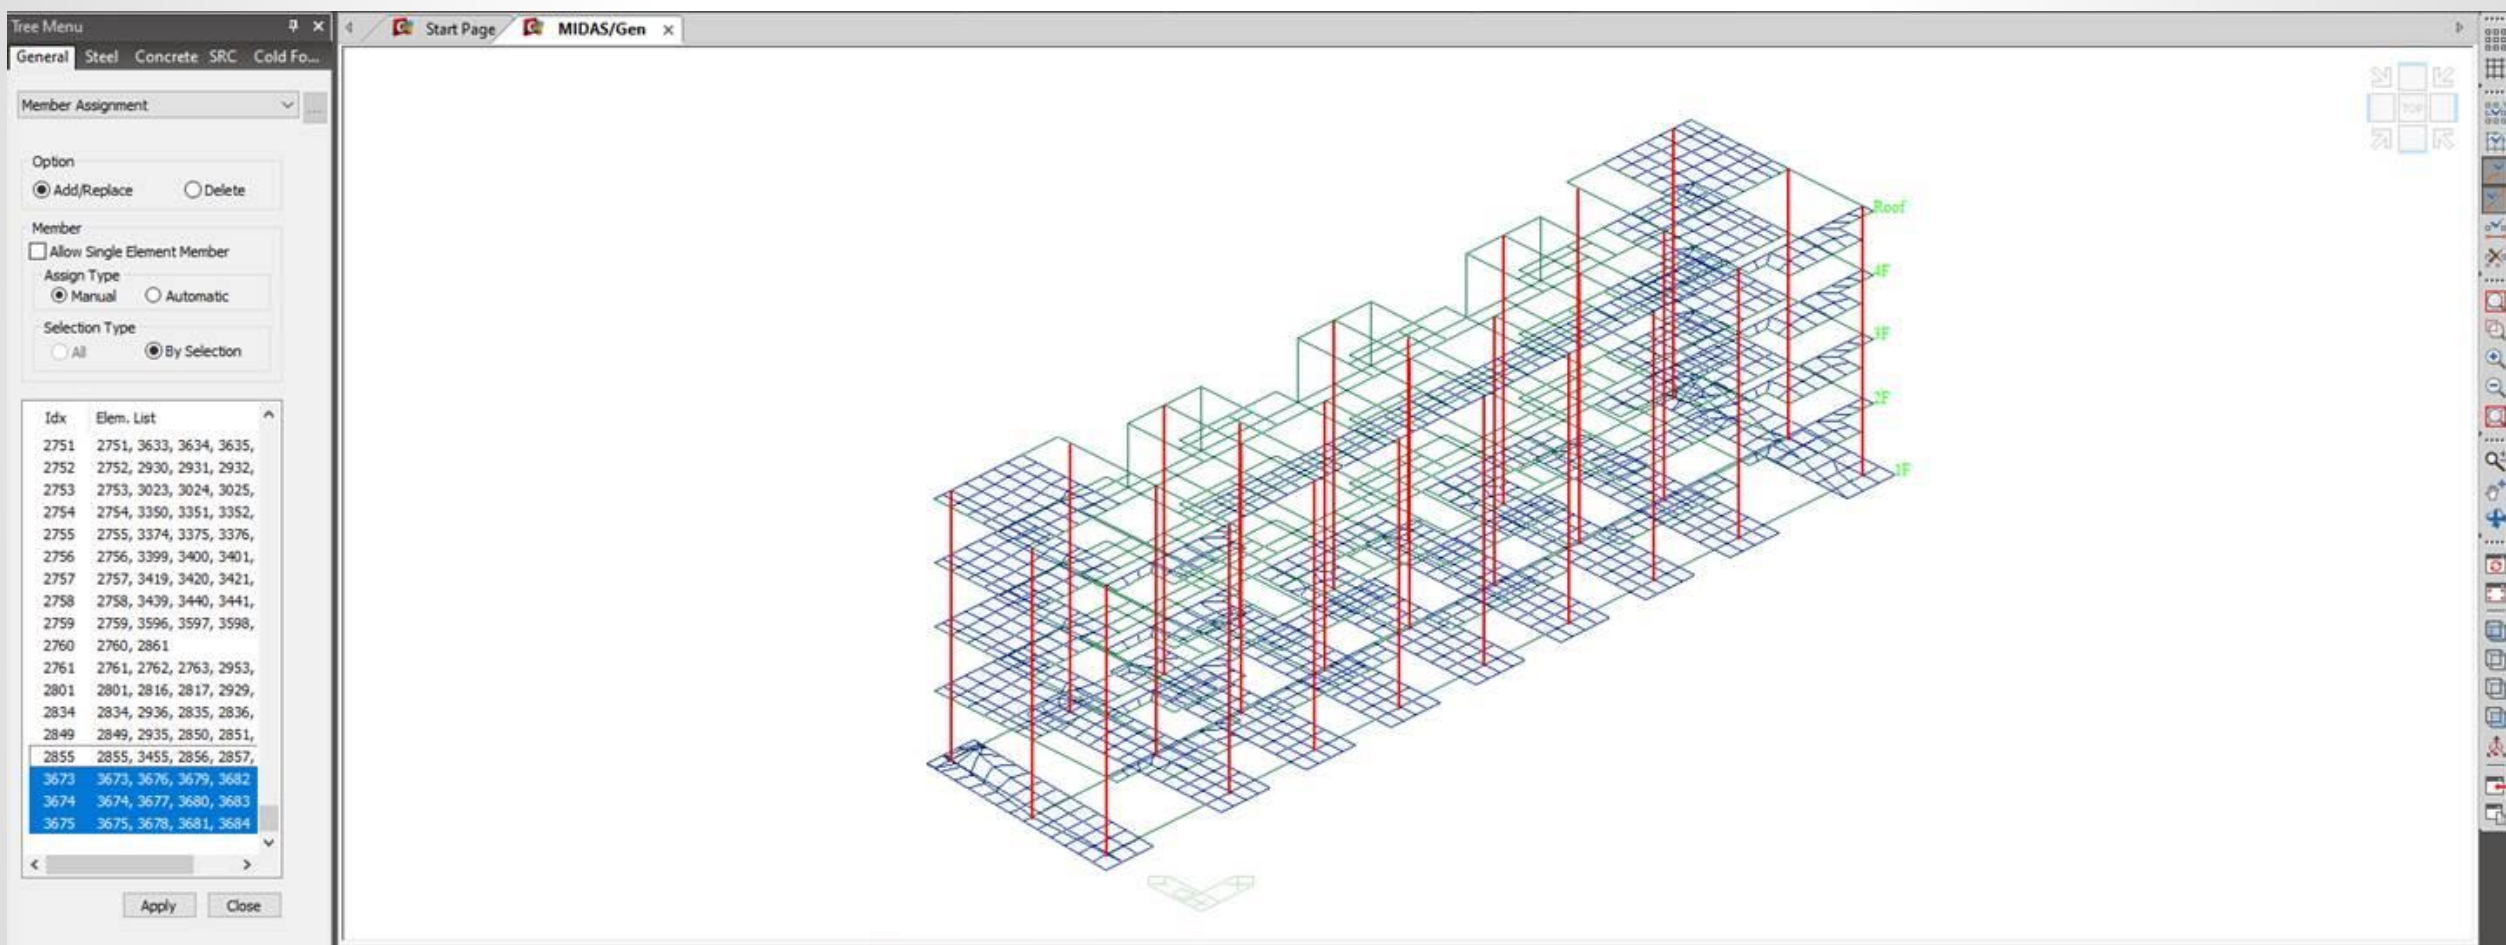 Tree Menu
General Steel Concrete SRC Cold Fo...
Member Assignment
...
Option
Add/Replace Delete
Member
Allow Single Element Member
Assign Type
Manual Automatic
Selection Type
All By Selection
Idx Elem. List
2751 2751, 3633, 3634, 3635,
2752 2752, 2930, 2931, 2932,
2753 2753, 3023, 3024, 3025,
2754 2754, 3350, 3351, 3352,
2755 2755, 3374, 3375, 3376,
2756 2756, 3399, 3400, 3401,
2757 2757, 3419, 3420, 3421,
2758 2758, 3439, 3440, 3441,
2759 2759, 3596, 3597, 3598,
2760 2760, 2861
2761 2761, 2762, 2763, 2953,
2801 2801, 2816, 2817, 2929,
2834 2834, 2936, 2835, 2836,
2849 2849, 2935, 2850, 2851,
2855 2855, 3455, 2856, 2857,
3673 3673, 3676, 3679, 3682
3674 3674, 3677, 3680, 3683
3675 3675, 3678, 3681, 3684
Apply Close
Start Page MIDAS/Gen
TOP
Roof
4F
3F
2F
1F